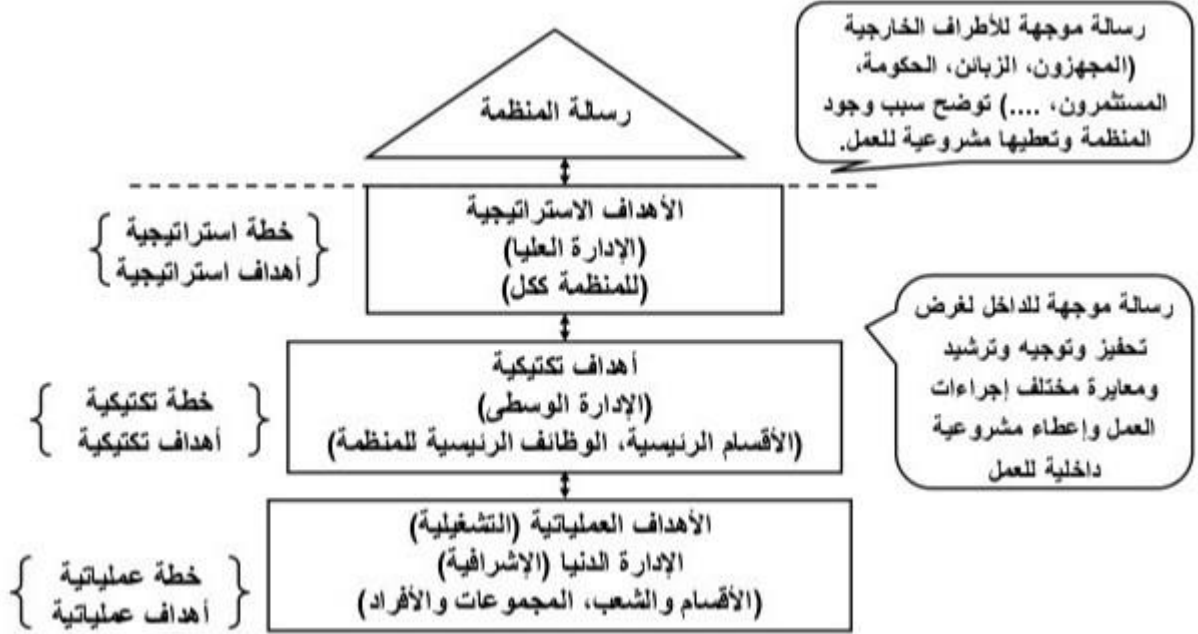 رسالة المنظمة
رسالة موجهة للأطراف الخارجية
(المجهزون، الزبائن، الحكومة،
المستثمرون، ....) توضح سبب وجود
المنظمة وتعطيها مشروعية للعمل.
الأهداف الاستراتيجية
(الإدارة العليا)
(للمنظمة ككل)
خطة استراتيجية
أهداف استراتيجية
رسالة موجهة للداخل لغرض
تحفيز وتوجيه وترشيد
ومعايرة مختلف إجراءات
العمل وإعطاء مشروعية
داخلية للعمل
أهداف تكتيكية
(الإدارة الوسطى)
(الأقسام الرئيسية، الوظائف الرئيسية للمنظمة)
خطة تكتيكية
أهداف تكتيكية
الأهداف العملياتية (التشغيلية)
الإدارة الدنيا (الإشرافية)
(الأقسام والشعب، المجموعات والأفراد)
خطة عملياتية
أهداف عملياتية